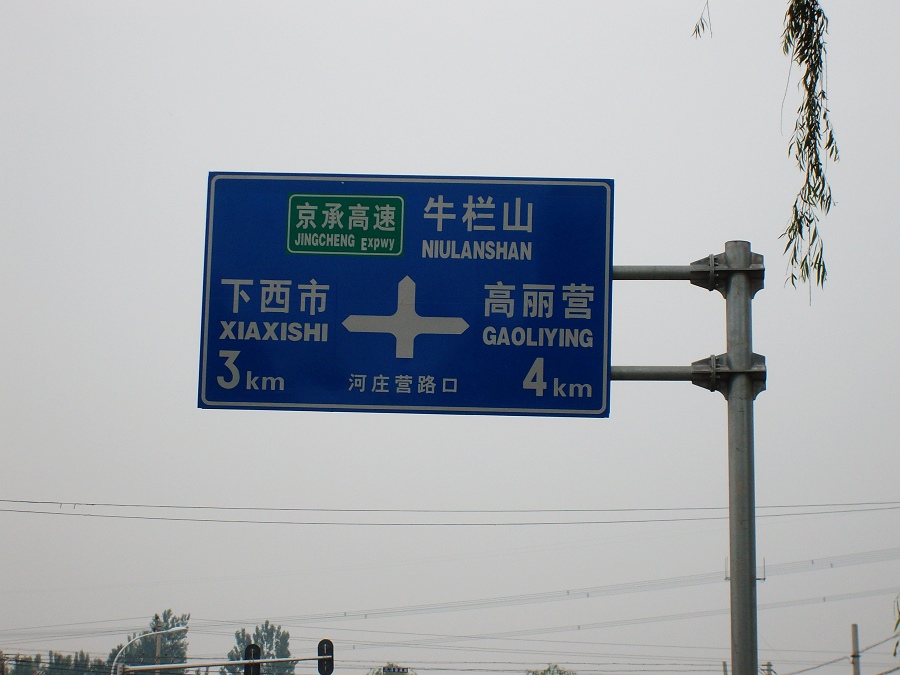 京承高速
JINGCHENG Expwy
牛栏山
NIULANSHAN
下西市
XIAXISHI
3km
高丽营
GAOLIYING
4km
河庄营路口